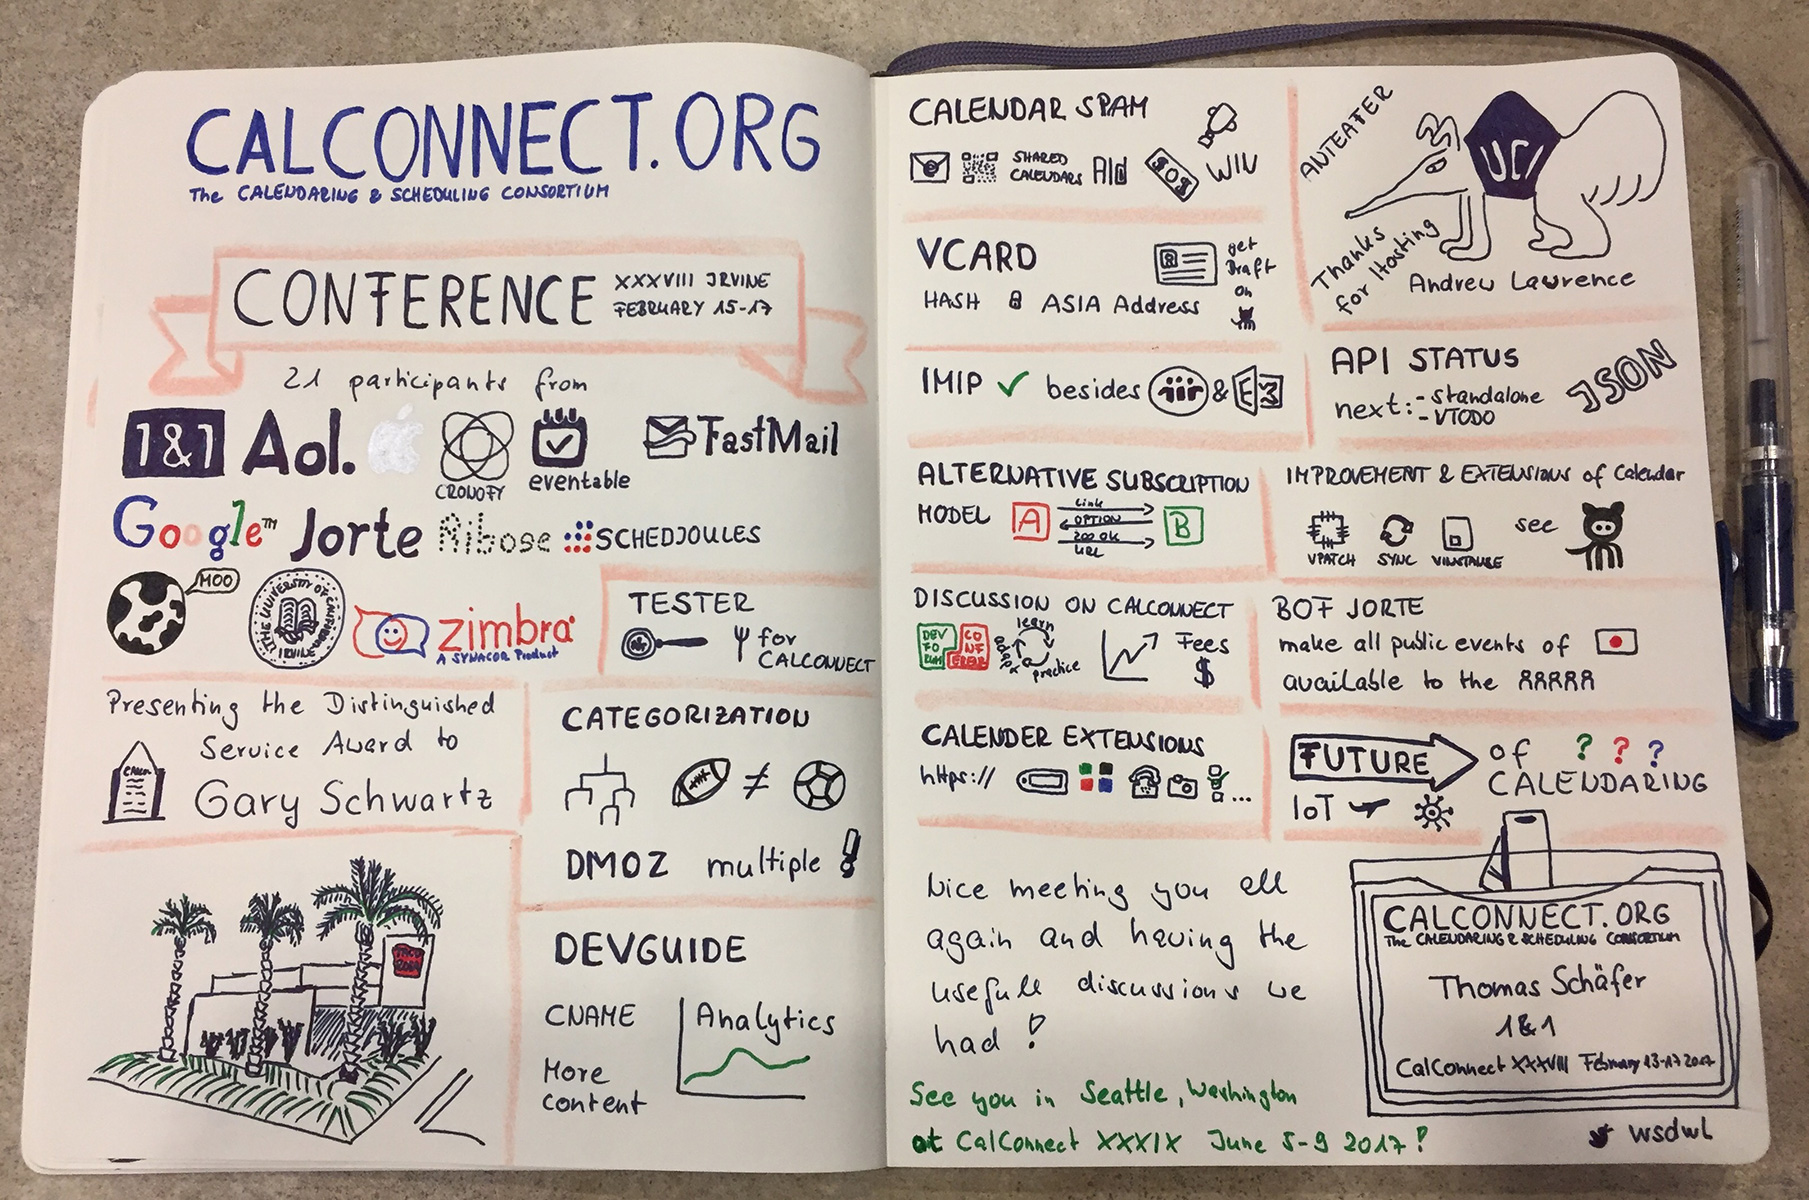 CALCONNECT.ORG
The CALENDARING & SCHEDULING CONSORTIUM
CONFERENCE
XXXVIII IRVINE
FEBRUARY 15-17
21 participants from
1&1 Aol. CRONOFY eventable FastMail
Google™ Jorte Ribose SCHEDJOULES
MOO
THE UNIVERSITY OF CALIFORNIA IRVINE
zimbra
A SYNACOR Product
TESTER
for
CALCONNECT
Presenting the Distinguished
Service Award to
Gary Schwartz
CATEGORIZATION
≠
DMOZ multiple !
DEVGUIDE
CNAME
More
content
Analytics
CALENDAR SPAM
SHARED
CALENDARS
AId
$0$
WIN
VCARD
get
Draft
on
HASH ASIA Address
IMIP ✓ besides &
ALTERNATIVE SUBSCRIPTION
MODEL
A
Link
OPTION
200 OK
URL
B
DISCUSSION ON CALCONNECT
DEV
FO
RUM
CO
NF
EREN
learn
adapt
practice
Fees
$
CALENDER EXTENSIONS
https:// ...
Nice meeting you all
again and having the
usefull discussions we
had !
See you in Seattle, Washington
at CalConnect XXXIX June 5-9 2017!
ANTEATER
UCI
Thanks
for Hosting
Andrew Lawrence
API STATUS
next: - standalone
- VTODO
JSON
IMPROVEMENT & EXTENSIONS of Calendar
VPATCH SYNC VINSTANCE
see
BOF JORTE
make all public events of
available to the
FUTURE of ? ? ?
CALENDARING
IoT
CALCONNECT.ORG
The CALENDARING & SCHEDULING CONSORTIUM
Thomas Schäfer
1&1
CalConnect XXXVIII February 13-17 2017
wsdwl